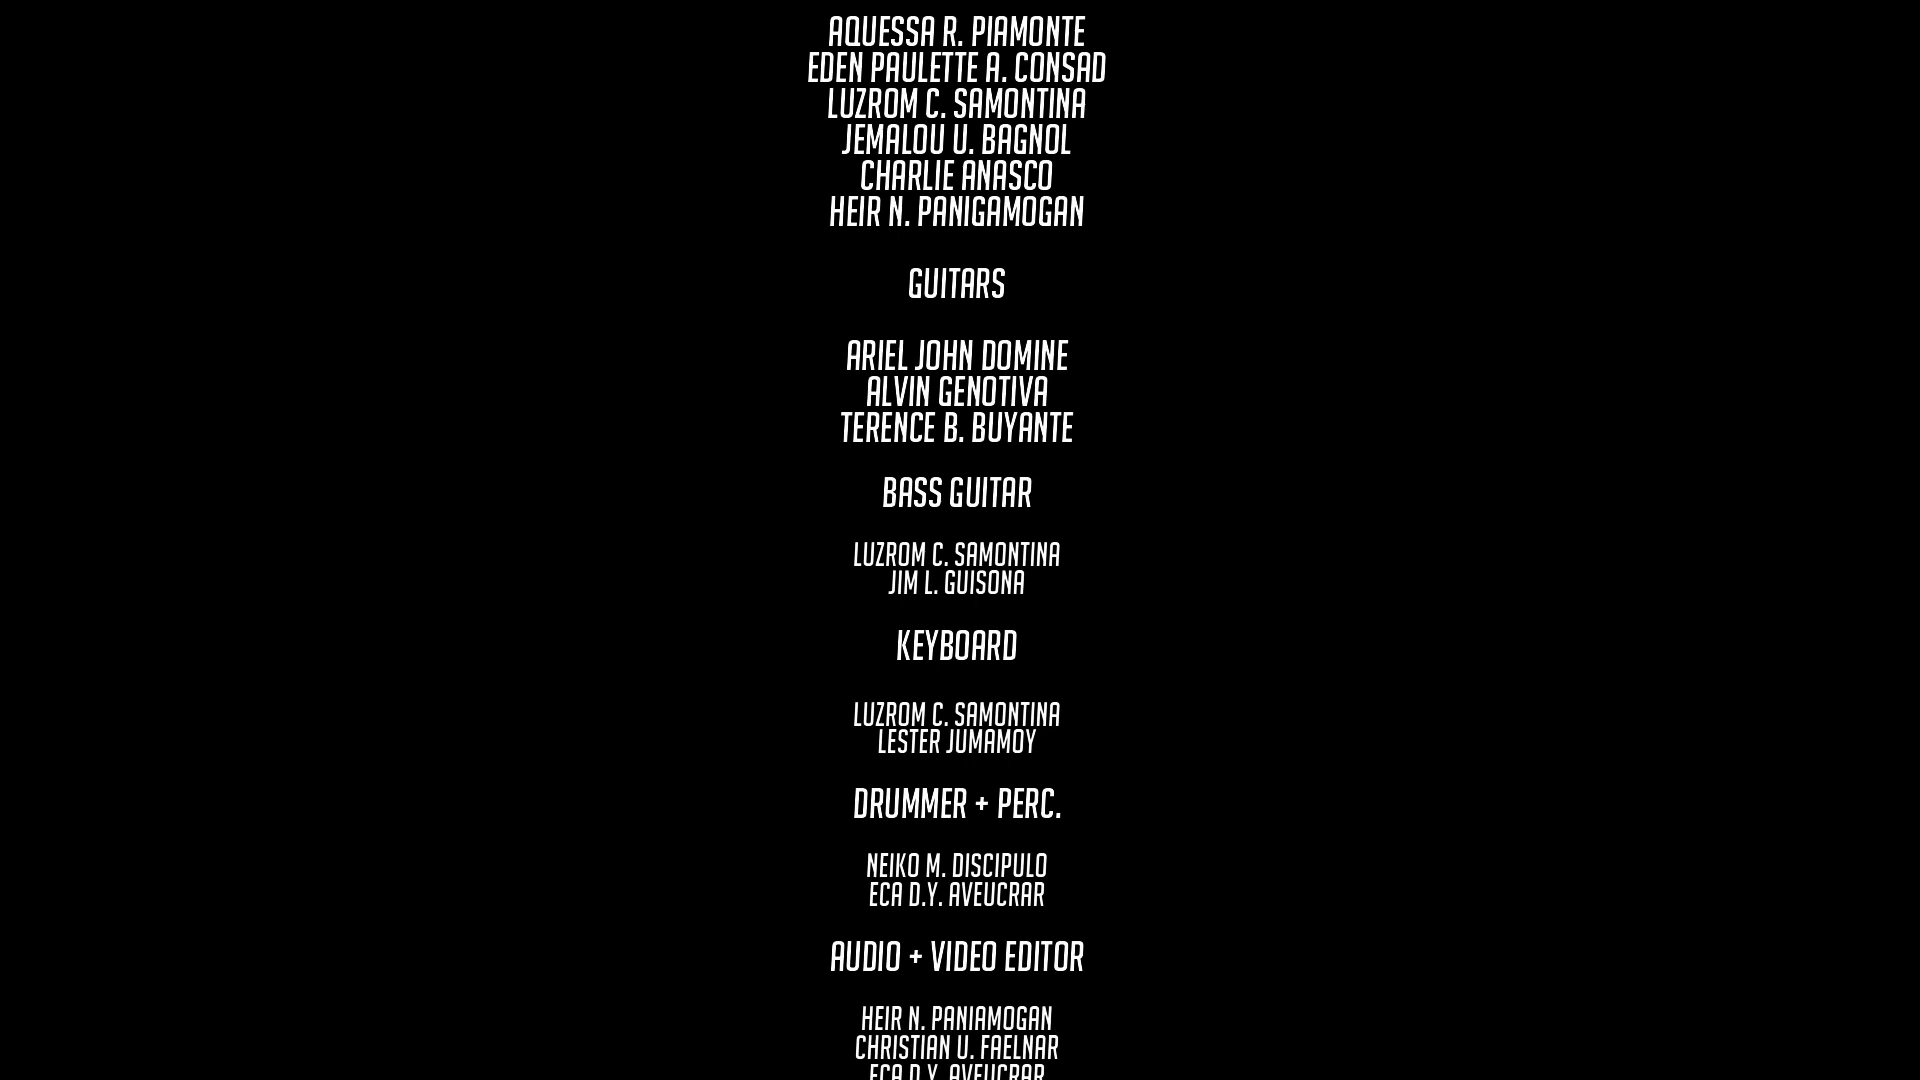 AQUESSA R. PIAMONTE
EDEN PAULETTE A. CONSAD
LUZROM C. SAMONTINA
JEMALOU U. BAGNOL
CHARLIE ANASCO
HEIR N. PANIGAMOGAN
GUITARS
ARIEL JOHN DOMINE
ALVIN GENOTIVA
TERENCE B. BUYANTE
BASS GUITAR
LUZROM C. SAMONTINA
JIM L. GUISONA
KEYBOARD
LUZROM C. SAMONTINA
LESTER JUMAMOY
DRUMMER + PERC.
NEIKO M. DISCIPULO
ECA D.Y. AVEUCRAR
AUDIO + VIDEO EDITOR
HEIR N. PANIAMOGAN
CHRISTIAN U. FAELNAR
ECA D.Y. AVEUCRAR